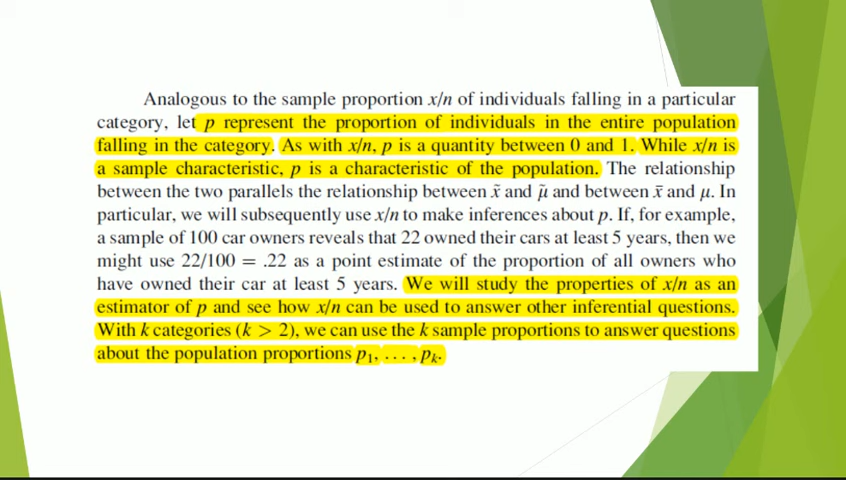 Analogous to the sample proportion x/n of individuals falling in a particular
category, let p represent the proportion of individuals in the entire population
falling in the category. As with x/n, p is a quantity between 0 and 1. While x/n is
a sample characteristic, p is a characteristic of the population. The relationship
between the two parallels the relationship between x̃ and μ̃ and between x̄ and μ. In
particular, we will subsequently use x/n to make inferences about p. If, for example,
a sample of 100 car owners reveals that 22 owned their cars at least 5 years, then we
might use 22/100 = .22 as a point estimate of the proportion of all owners who
have owned their car at least 5 years. We will study the properties of x/n as an
estimator of p and see how x/n can be used to answer other inferential questions.
With k categories (k > 2), we can use the k sample proportions to answer questions
about the population proportions p₁, . . . , pₖ.